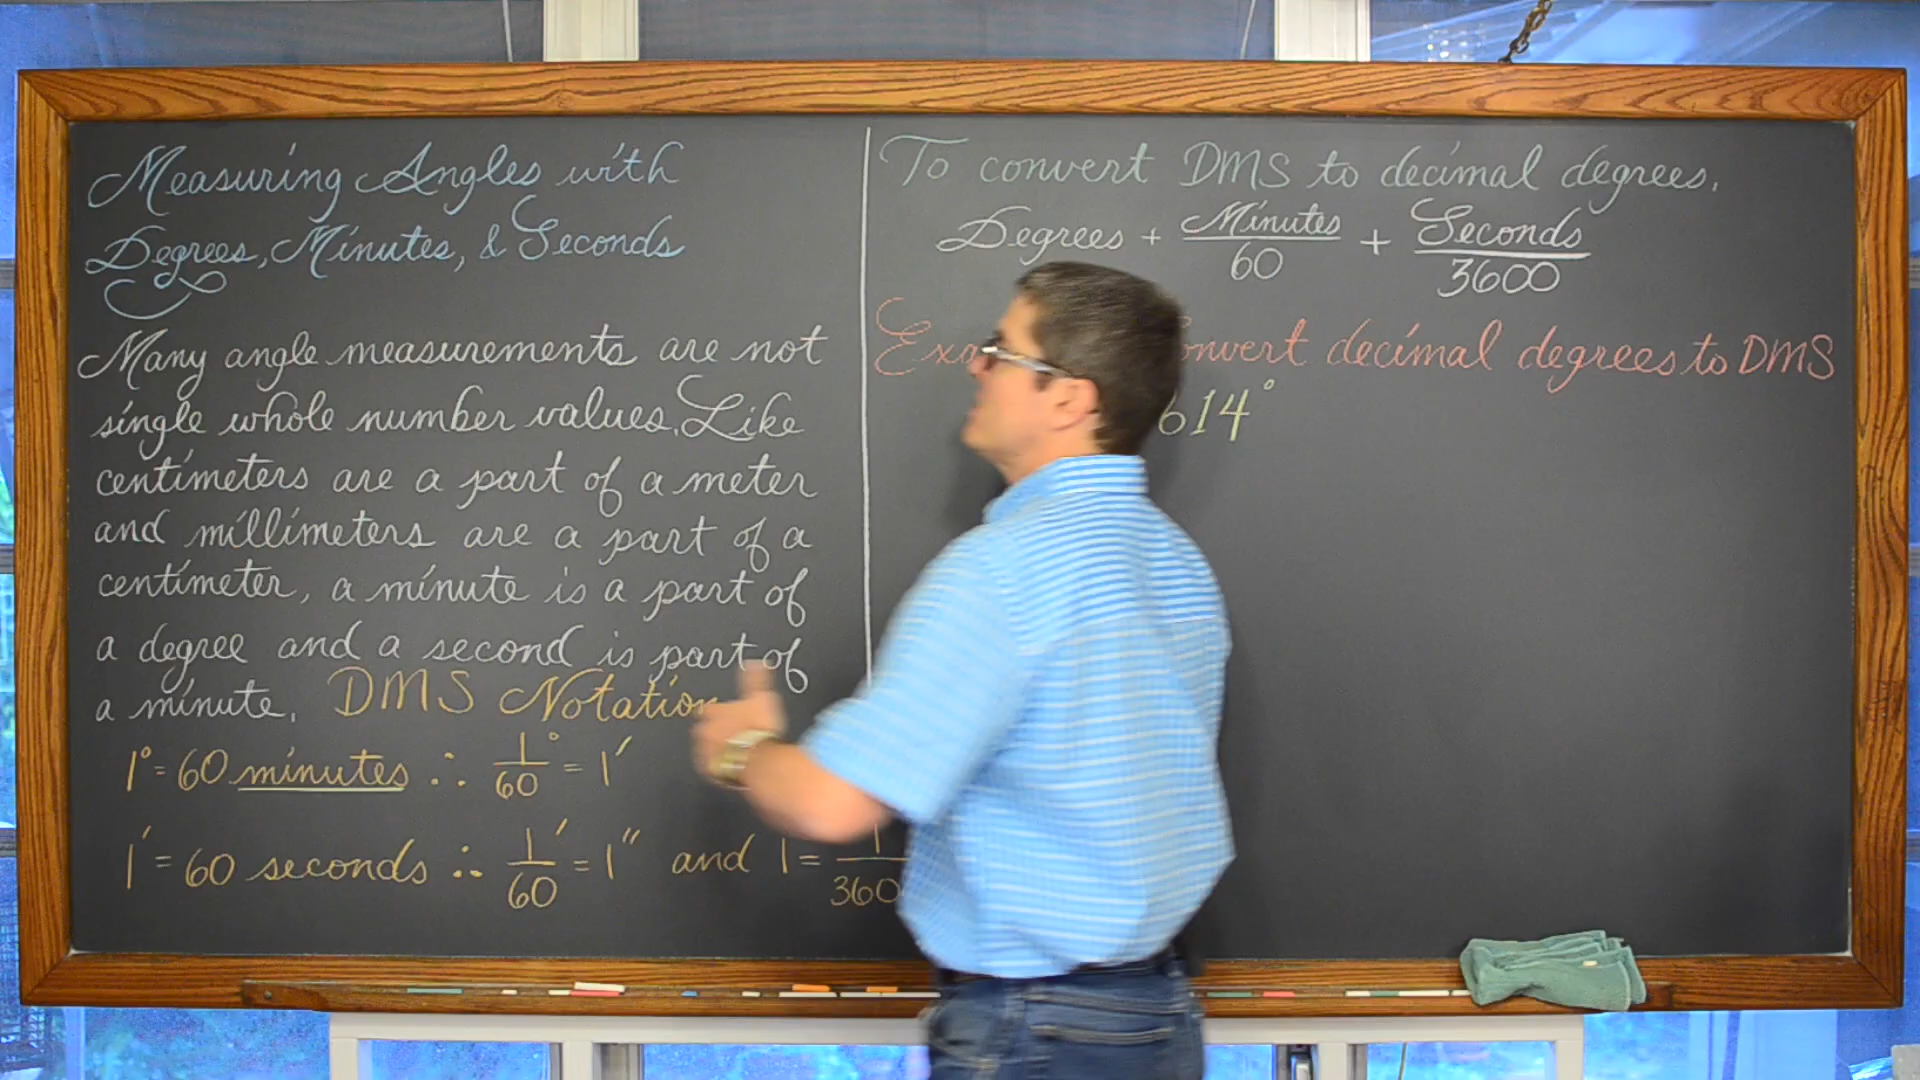 Measuring Angles with
Degrees, Minutes, & Seconds
Many angle measurements are not
single whole number values. Like
centimeters are a part of a meter
and millimeters are a part of a
centimeter, a minute is a part of
a degree and a second is part of
a minute. DMS Notation
1° = 60 minutes ∴ 1/60° = 1′
1′ = 60 seconds ∴ 1/60′ = 1″ and 1 = 1/360
To convert DMS to decimal degrees.
Degrees + Minutes/60 + Seconds/3600
decimal degrees to DMS
614°